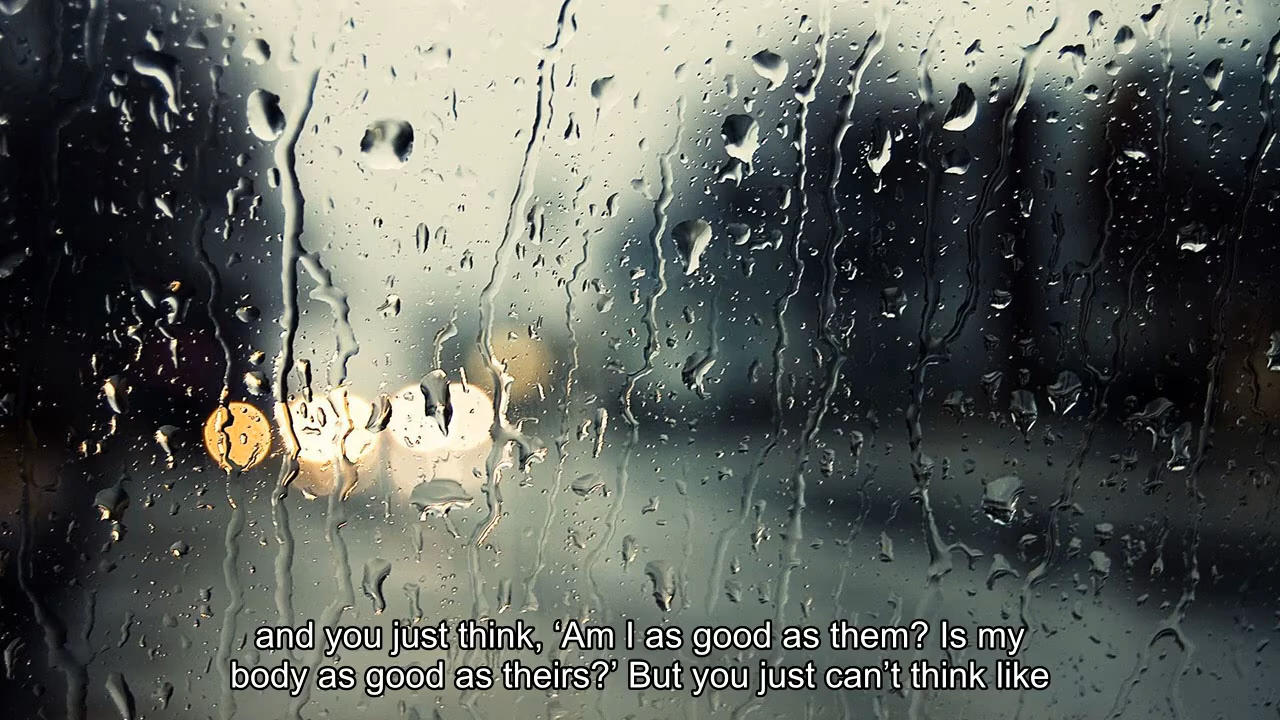 and you just think, ‘Am I as good as them? Is my
body as good as theirs?’ But you just can’t think like